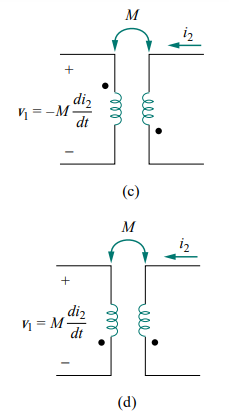 M
i₂
+
v₁ = −M di₂/dt
−
(c)
M
i₂
+
v₁ = M di₂/dt
−
(d)